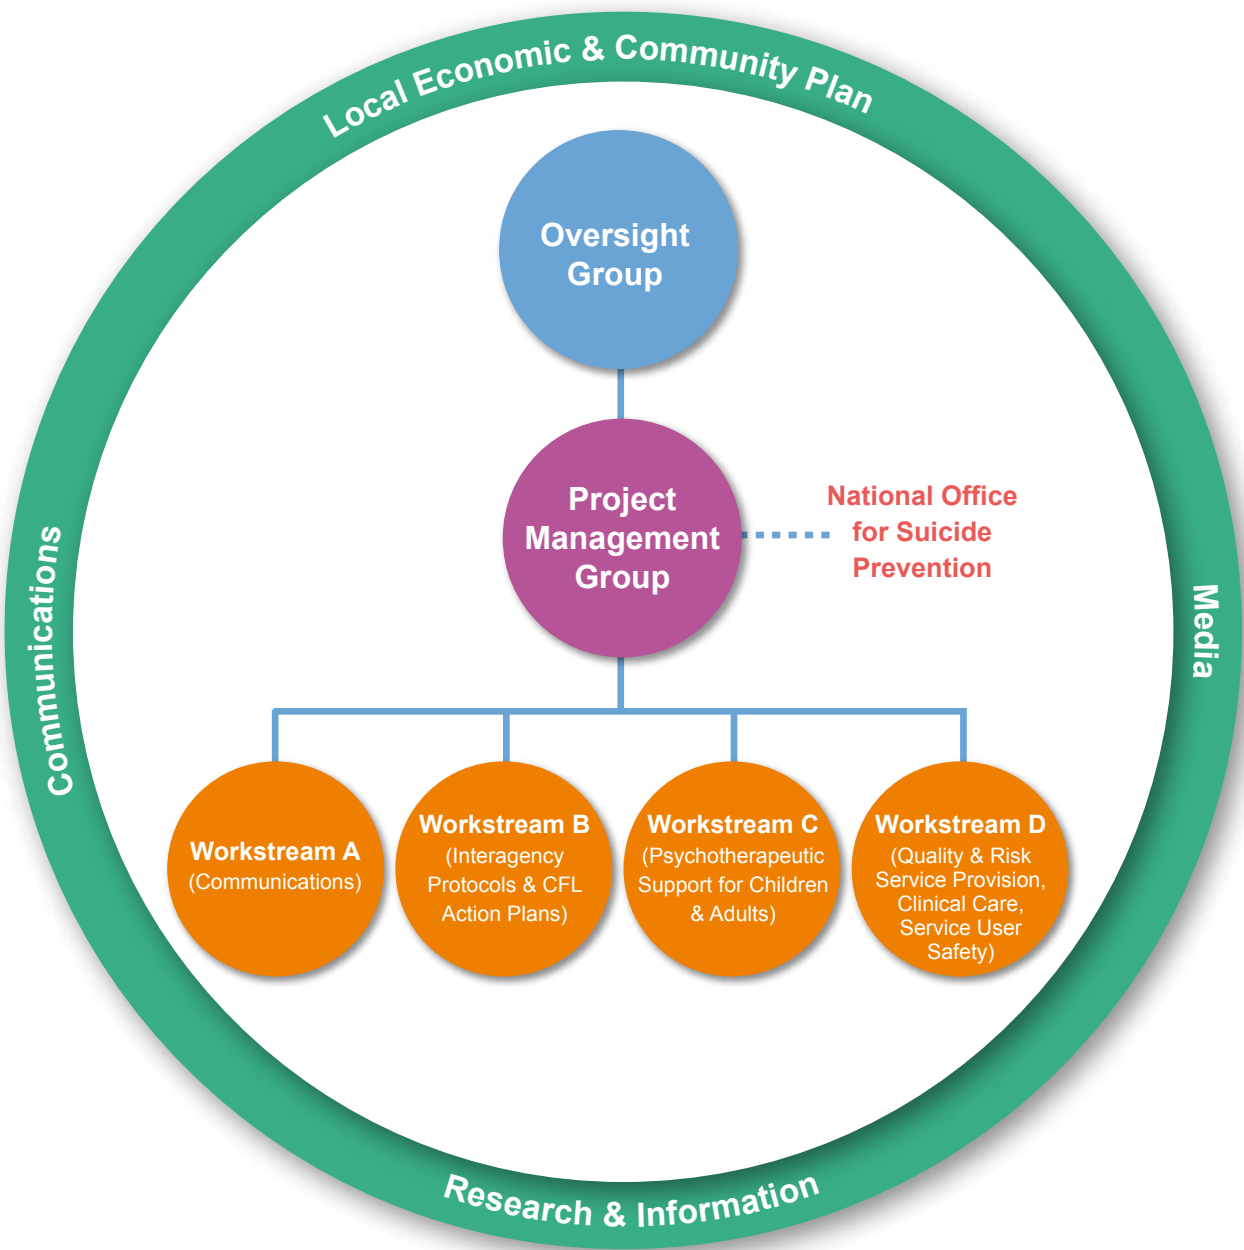 Local Economic & Community Plan
Oversight
Group
Project
Management
Group
National Office
for Suicide
Prevention
Communications
Media
Workstream A
(Communications)
Workstream B
(Interagency
Protocols & CFL
Action Plans)
Workstream C
(Psychotherapeutic
Support for Children
& Adults)
Workstream D
(Quality & Risk
Service Provision,
Clinical Care,
Service User
Safety)
Research & Information